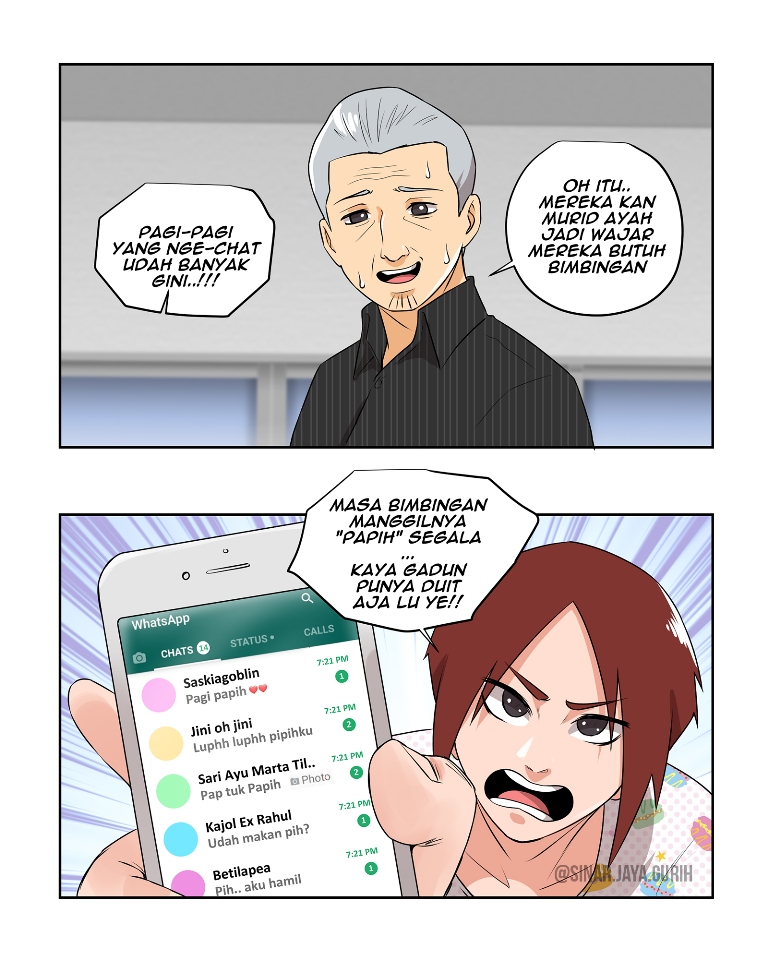 PAGI-PAGI
YANG NGE-CHAT
UDAH BANYAK
GINI..!!!
OH ITU..
MEREKA KAN
MURID AYAH
JADI WAJAR
MEREKA BUTUH
BIMBINGAN
MASA BIMBINGAN
MANGGILNYA
"PAPIH" SEGALA
...
KAYA GADUN
PUNYA DUIT
AJA LU YE!!
WhatsApp
CHATS 14 STATUS • CALLS
Saskiagoblin 7:21 PM
Pagi papih ❤❤ 1
Jini oh jini 7:21 PM
Luphh luphh pipihku 2
Sari Ayu Marta Til.. 7:21 PM
Pap tuk Papih Photo 2
Kajol Ex Rahul 7:21 PM
Udah makan pih? 1
Betilapea 7:21 PM
Pih.. aku hamil 1
@SINAR.JAYA.GURIH